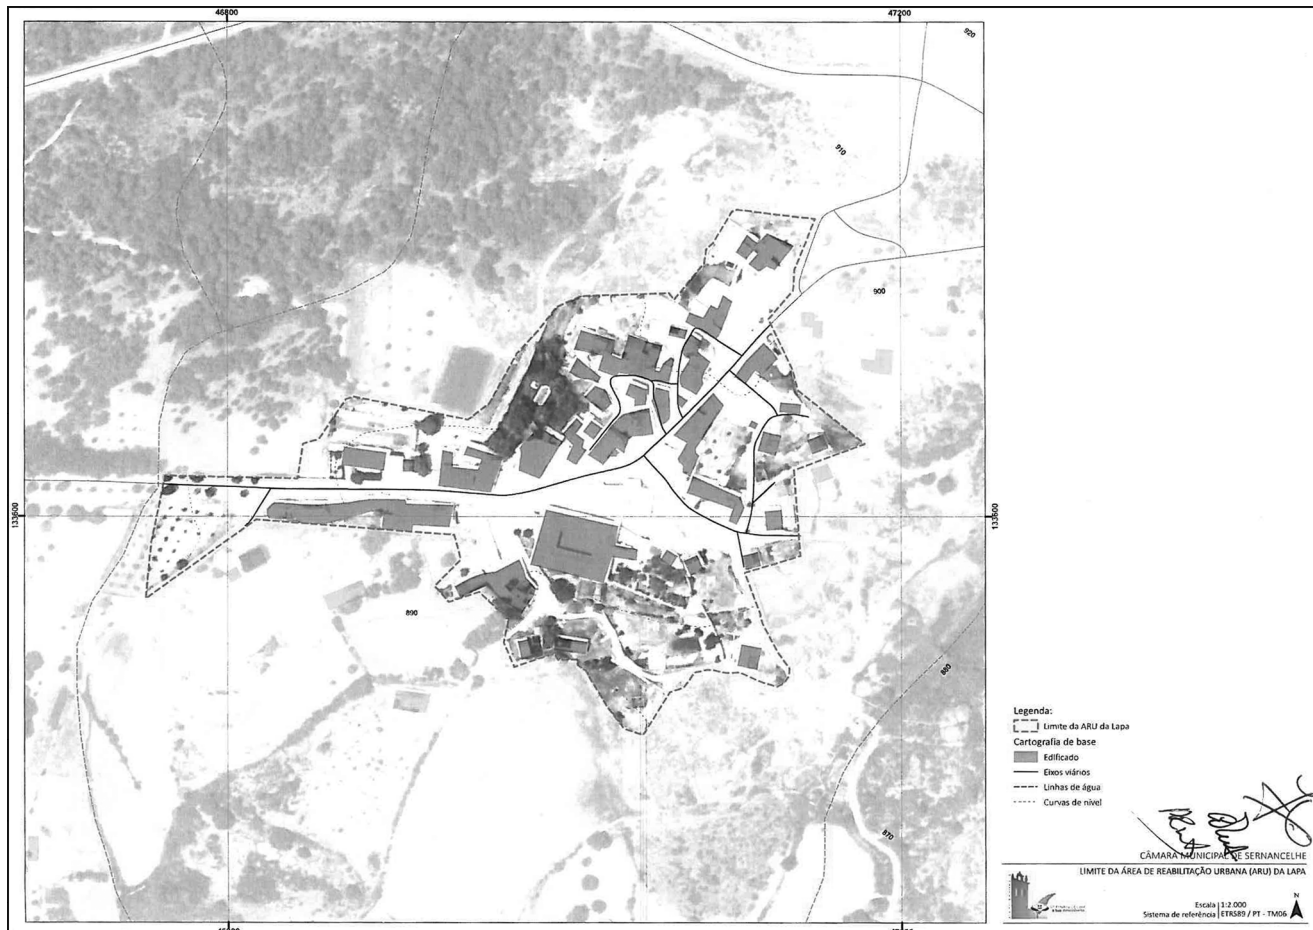 46800
47200
920
910
900
133600
133600
890
880
870
Legenda:
Limite da ARU da Lapa
Cartografia de base
Edificado
Eixos viários
Linhas de água
Curvas de nível
CÂMARA MUNICIPAL DE SERNANCELHE
LIMITE DA ÁREA DE REABILITAÇÃO URBANA (ARU) DA LAPA
N
Escala | 1:2.000
Sistema de referência | ETRS89 / PT - TM06